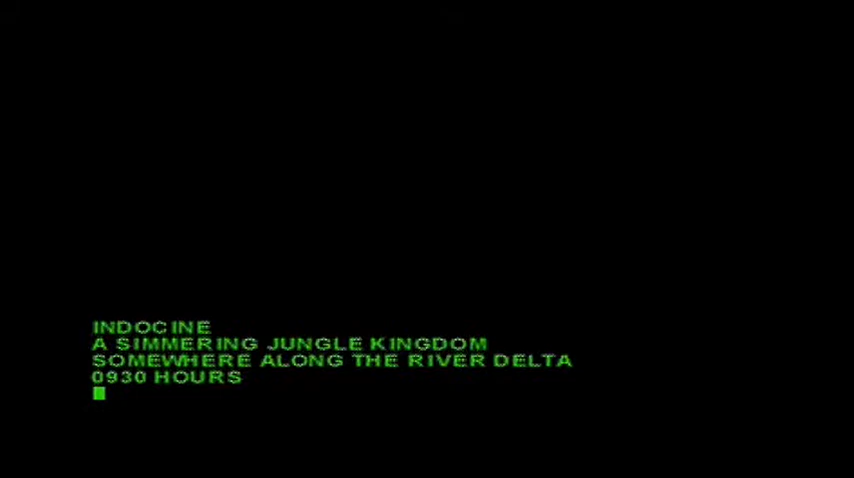 INDOCINE
A SIMMERING JUNGLE KINGDOM
SOMEWHERE ALONG THE RIVER DELTA
0930 HOURS